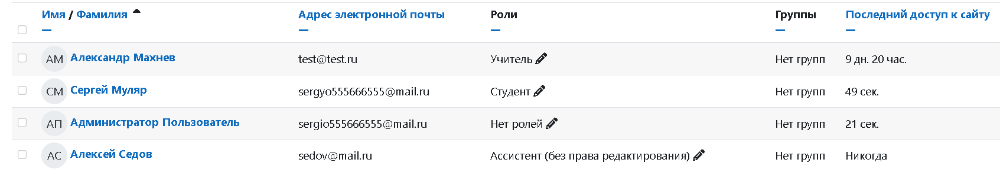 Имя / Фамилия Адрес электронной почты Роли Группы Последний доступ к сайту
АМ Александр Махнев test@test.ru Учитель Нет групп 9 дн. 20 час.
СМ Сергей Муляр sergyo555666555@mail.ru Студент Нет групп 49 сек.
АП Администратор Пользователь sergio555666555@mail.ru Нет ролей Нет групп 21 сек.
АС Алексей Седов sedov@mail.ru Ассистент (без права редактирования) Нет групп Никогда